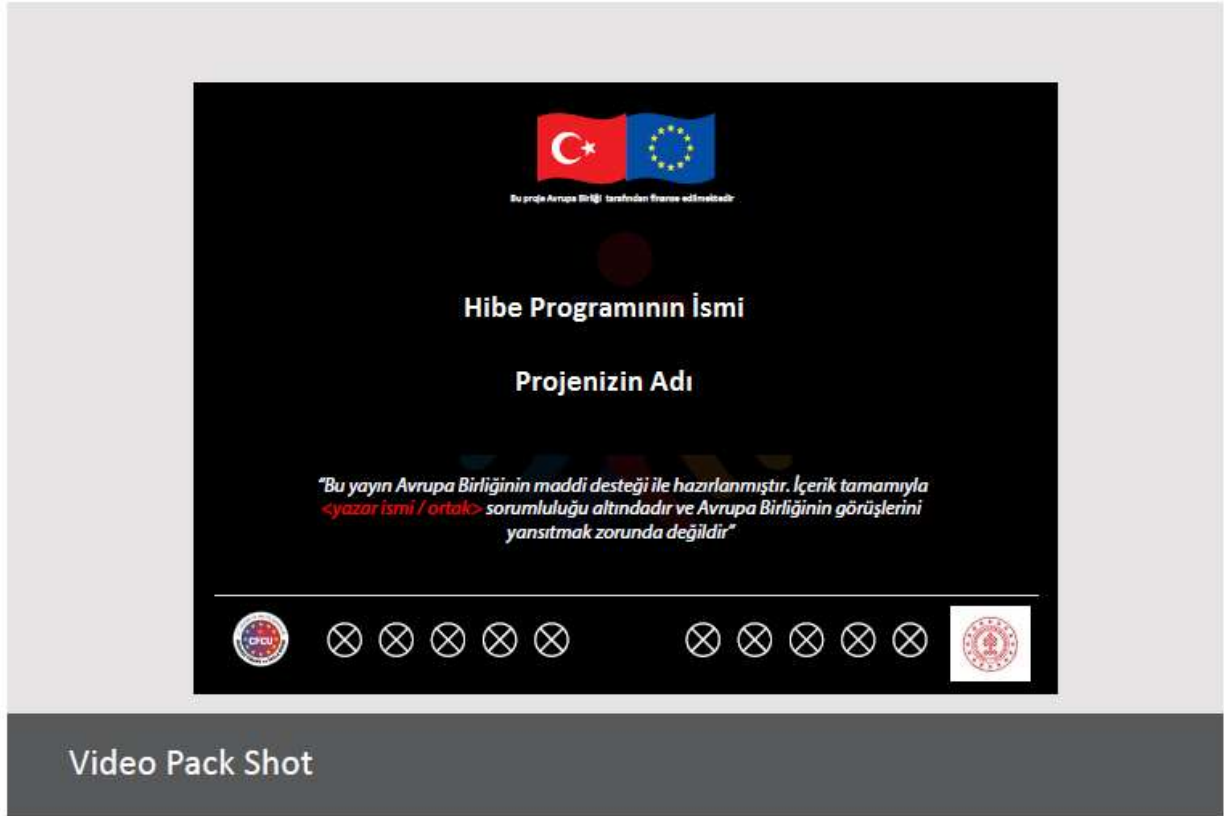 Bu proje Avrupa Birliği tarafından finanse edilmektedir
Hibe Programının İsmi
Projenizin Adı
“Bu yayın Avrupa Birliğinin maddi desteği ile hazırlanmıştır. İçerik tamamıyla
<yazar ismi / ortak> sorumluluğu altındadır ve Avrupa Birliğinin görüşlerini
yansıtmak zorunda değildir”
CFCU
Video Pack Shot